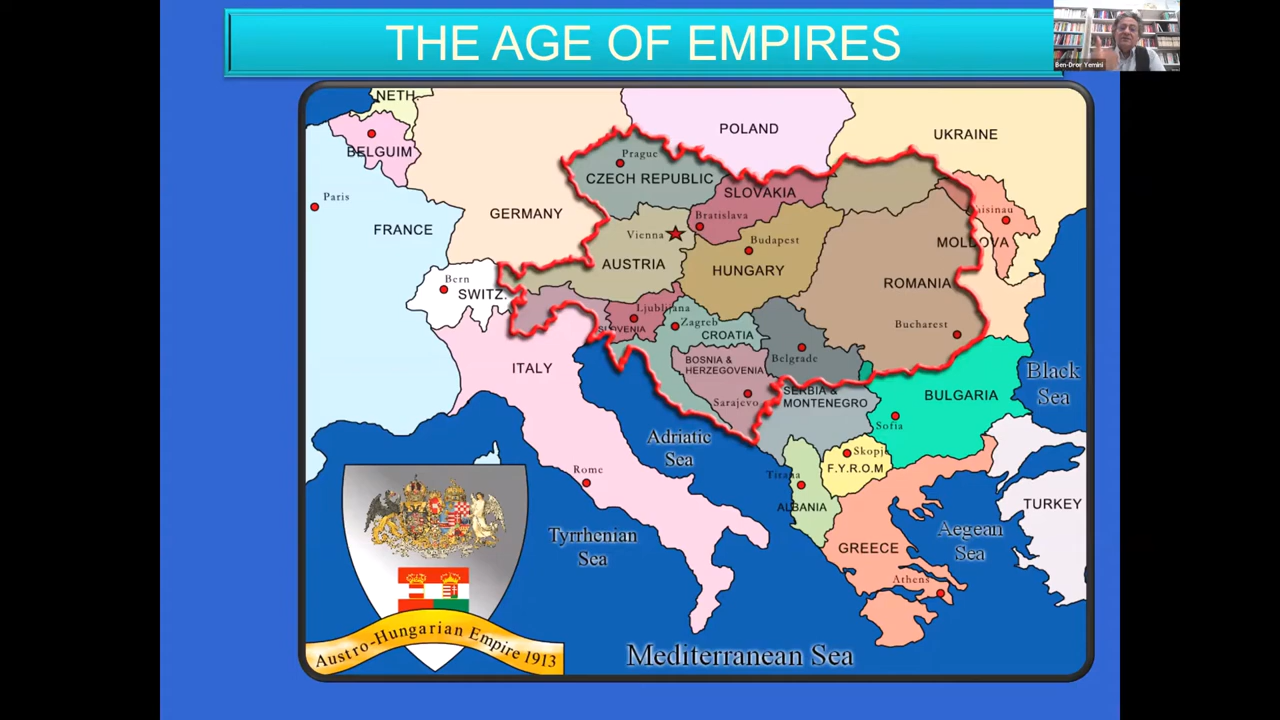 THE AGE OF EMPIRES
Ben-Dror Yemini
NETH.
BELGUIM
POLAND
UKRAINE
Prague
CZECH REPUBLIC
SLOVAKIA
Paris
FRANCE
GERMANY
Bratislava
Vienna
Budapest
AUSTRIA
HUNGARY
MOLDOVA
Bern
SWITZ.
ROMANIA
Ljubljana
SLOVENIA
Zagreb
CROATIA
Bucharest
ITALY
BOSNIA &
HERZEGOVENIA
Belgrade
Sarajevo
SERBIA &
MONTENEGRO
BULGARIA
Black
Sea
Sofia
Adriatic
Sea
Skopje
F.Y.R.O.M
Rome
Tirana
ALBANIA
TURKEY
Tyrrhenian
Sea
GREECE
Aegean
Sea
Athens
Austro-Hungarian Empire 1913
Mediterranean Sea